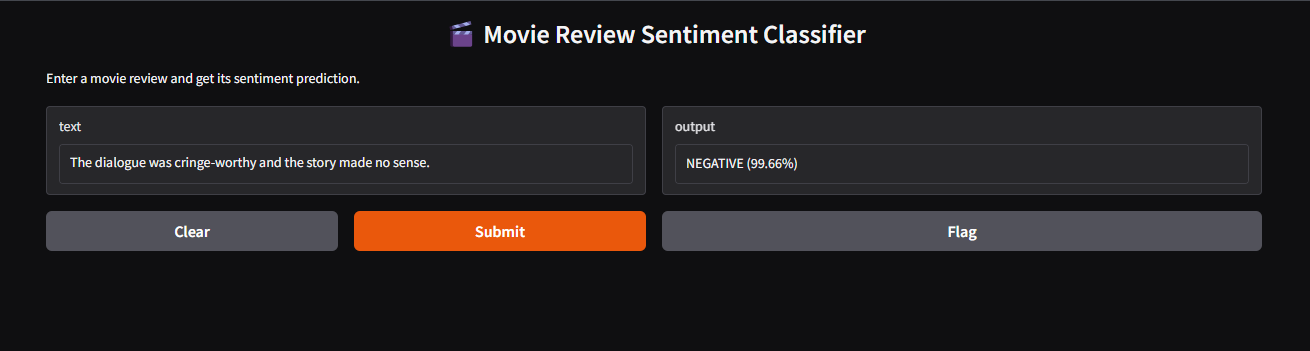 🎬 Movie Review Sentiment Classifier
Enter a movie review and get its sentiment prediction.
text
The dialogue was cringe-worthy and the story made no sense.
output
NEGATIVE (99.66%)
Clear
Submit
Flag